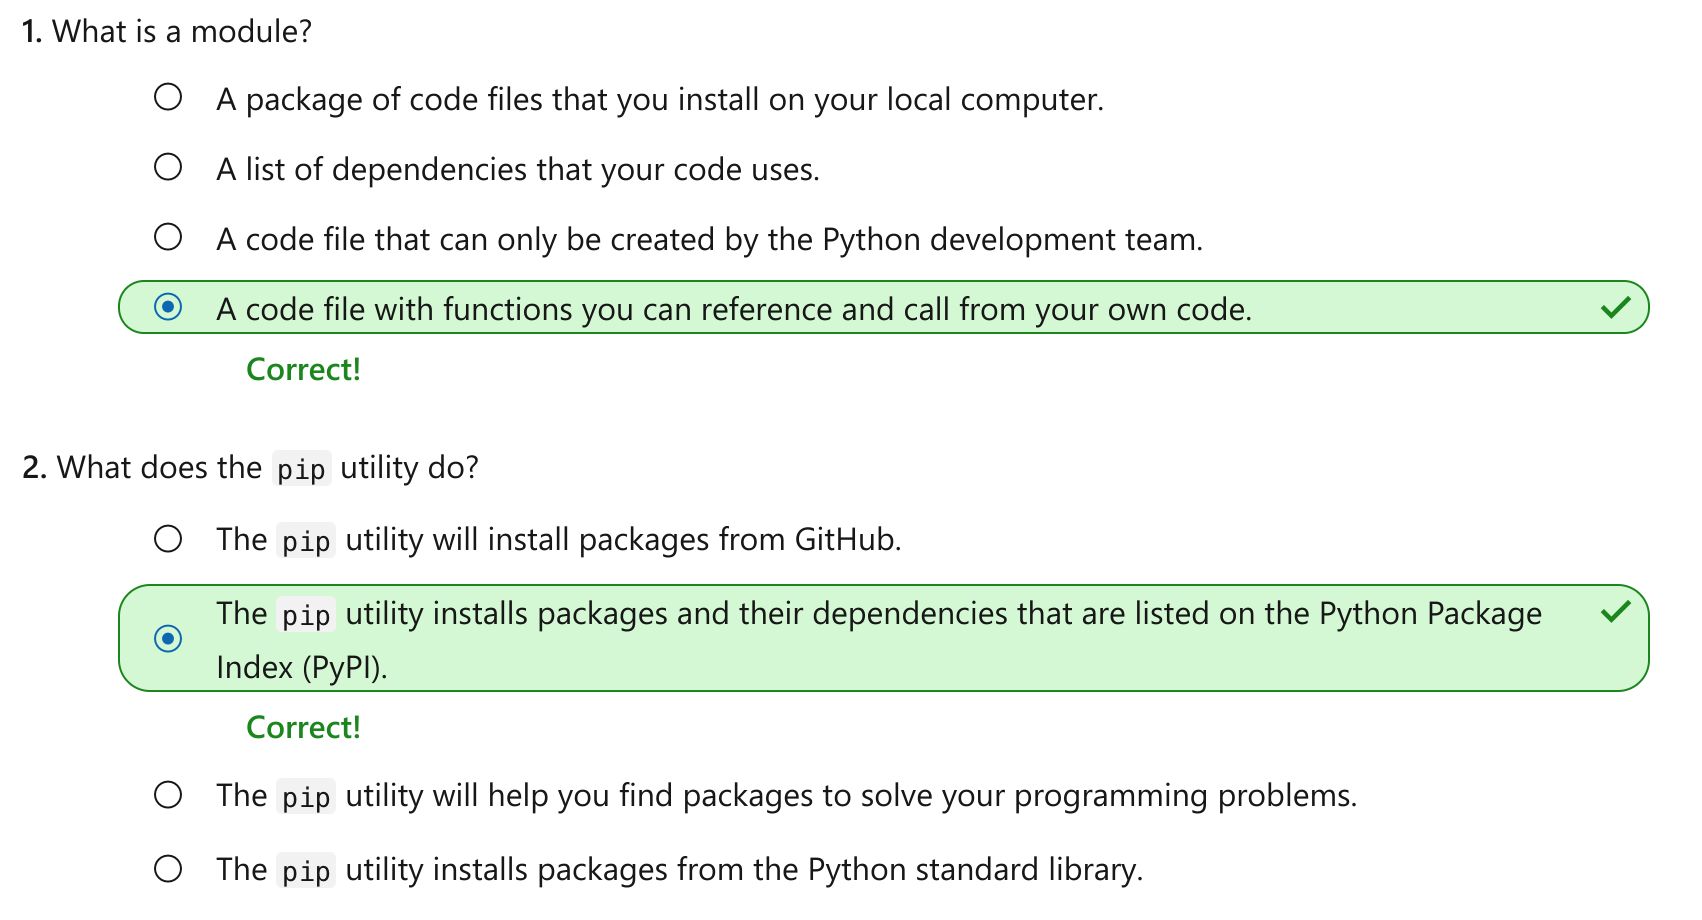 1. What is a module?
A package of code files that you install on your local computer.
A list of dependencies that your code uses.
A code file that can only be created by the Python development team.
A code file with functions you can reference and call from your own code.
Correct!
2. What does the pip utility do?
The pip utility will install packages from GitHub.
The pip utility installs packages and their dependencies that are listed on the Python Package
Index (PyPI).
Correct!
The pip utility will help you find packages to solve your programming problems.
The pip utility installs packages from the Python standard library.